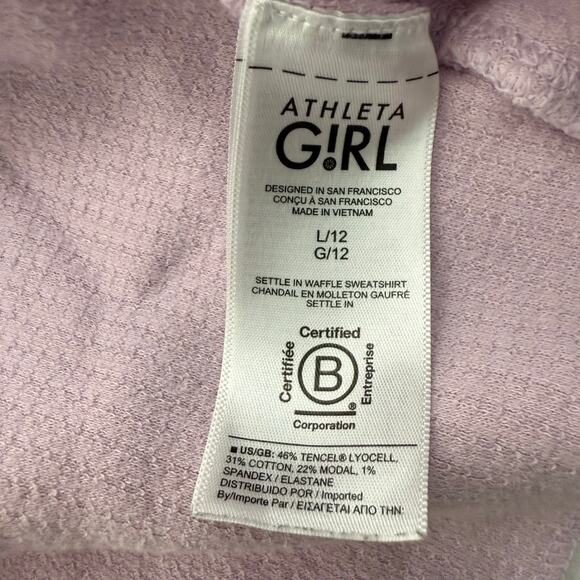 ATHLETA
G!RL
DESIGNED IN SAN FRANCISCO
CONÇU À SAN FRANCISCO
MADE IN VIETNAM
L/12
G/12
SETTLE IN WAFFLE SWEATSHIRT
CHANDAIL EN MOLLETON GAUFRÉ
SETTLE IN
Certified
Certifiée
B
®
Entreprise
Corporation
■ US/GB: 46% TENCEL® LYOCELL,
31% COTTON, 22% MODAL, 1%
SPANDEX / ELASTANE
DISTRIBUIDO POR / Imported
By/Importe Par / ΕΙΣΑΓΕΤΑΙ ΑΠΟ ΤΗΝ: